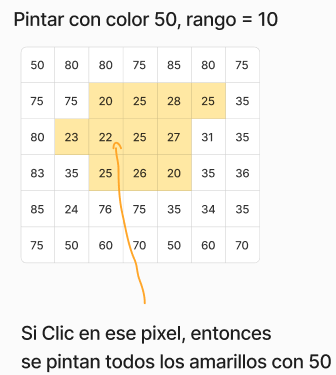 Pintar con color 50, rango = 10
50 80 80 75 85 80 75
75 75 20 25 28 25 35
80 23 22 25 27 31 35
83 35 25 26 20 35 36
85 24 76 75 35 34 35
75 50 60 70 50 60 70
Si Clic en ese pixel, entonces
se pintan todos los amarillos con 50